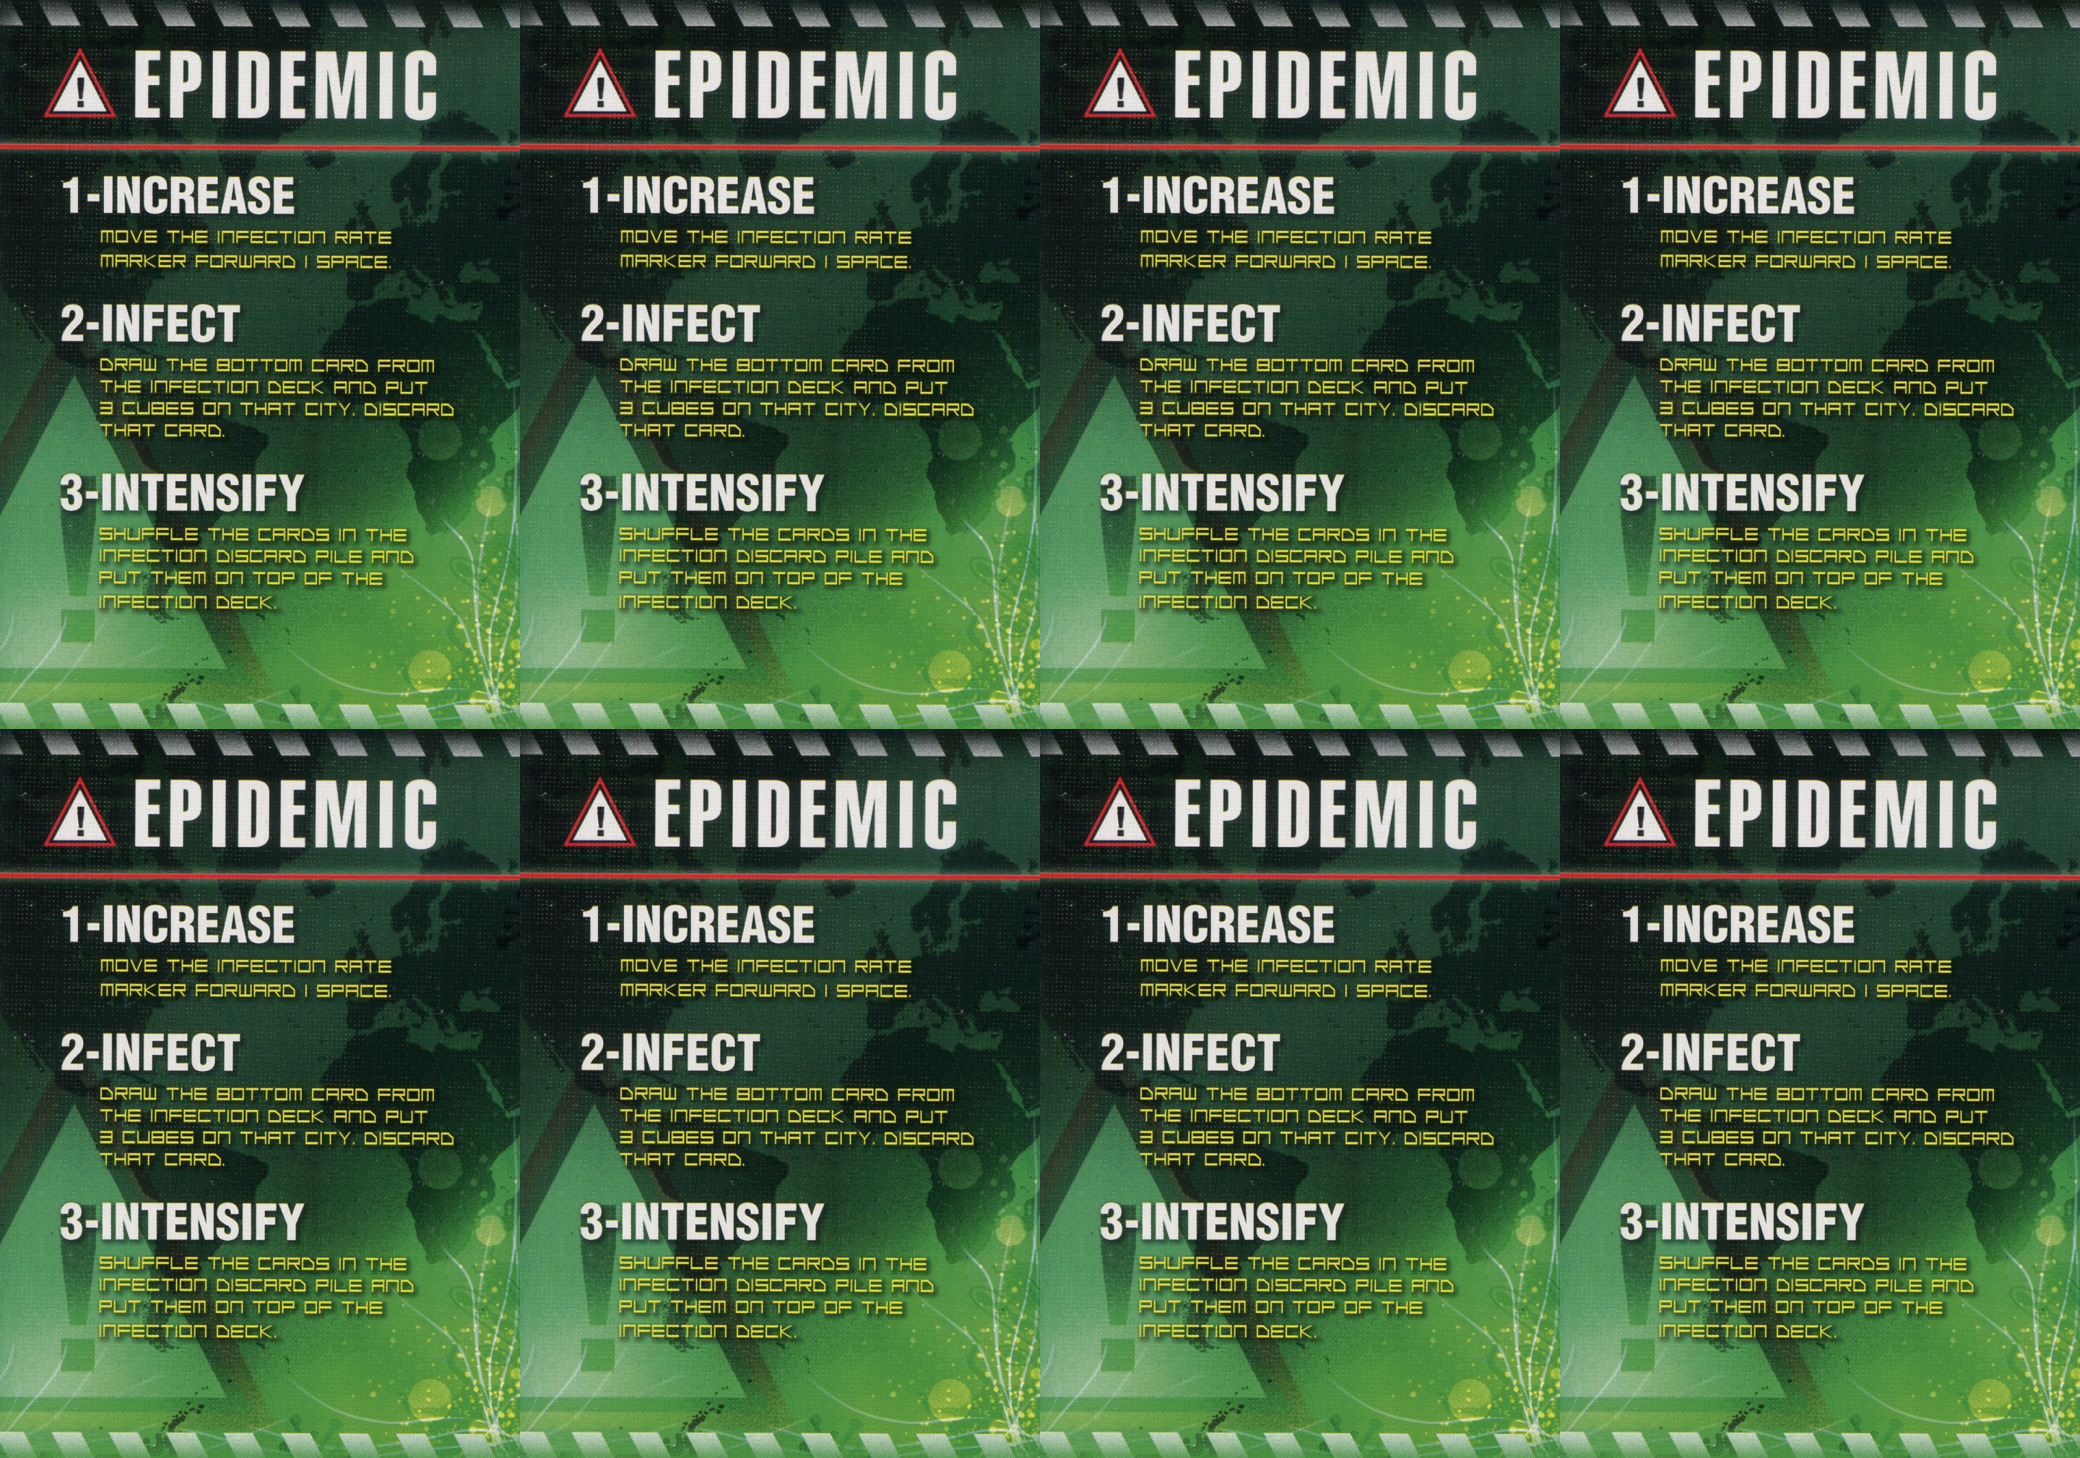 EPIDEMIC
1-INCREASE
MOVE THE INFECTION RATE
MARKER FORWARD 1 SPACE.
2-INFECT
DRAW THE BOTTOM CARD FROM
THE INFECTION DECK AND PUT
3 CUBES ON THAT CITY. DISCARD
THAT CARD.
3-INTENSIFY
SHUFFLE THE CARDS IN THE
INFECTION DISCARD PILE AND
PUT THEM ON TOP OF THE
INFECTION DECK.
EPIDEMIC
1-INCREASE
MOVE THE INFECTION RATE
MARKER FORWARD 1 SPACE.
2-INFECT
DRAW THE BOTTOM CARD FROM
THE INFECTION DECK AND PUT
3 CUBES ON THAT CITY. DISCARD
THAT CARD.
3-INTENSIFY
SHUFFLE THE CARDS IN THE
INFECTION DISCARD PILE AND
PUT THEM ON TOP OF THE
INFECTION DECK.
EPIDEMIC
1-INCREASE
MOVE THE INFECTION RATE
MARKER FORWARD 1 SPACE.
2-INFECT
DRAW THE BOTTOM CARD FROM
THE INFECTION DECK AND PUT
3 CUBES ON THAT CITY. DISCARD
THAT CARD.
3-INTENSIFY
SHUFFLE THE CARDS IN THE
INFECTION DISCARD PILE AND
PUT THEM ON TOP OF THE
INFECTION DECK.
EPIDEMIC
1-INCREASE
MOVE THE INFECTION RATE
MARKER FORWARD 1 SPACE.
2-INFECT
DRAW THE BOTTOM CARD FROM
THE INFECTION DECK AND PUT
3 CUBES ON THAT CITY. DISCARD
THAT CARD.
3-INTENSIFY
SHUFFLE THE CARDS IN THE
INFECTION DISCARD PILE AND
PUT THEM ON TOP OF THE
INFECTION DECK.
EPIDEMIC
1-INCREASE
MOVE THE INFECTION RATE
MARKER FORWARD 1 SPACE.
2-INFECT
DRAW THE BOTTOM CARD FROM
THE INFECTION DECK AND PUT
3 CUBES ON THAT CITY. DISCARD
THAT CARD.
3-INTENSIFY
SHUFFLE THE CARDS IN THE
INFECTION DISCARD PILE AND
PUT THEM ON TOP OF THE
INFECTION DECK.
EPIDEMIC
1-INCREASE
MOVE THE INFECTION RATE
MARKER FORWARD 1 SPACE.
2-INFECT
DRAW THE BOTTOM CARD FROM
THE INFECTION DECK AND PUT
3 CUBES ON THAT CITY. DISCARD
THAT CARD.
3-INTENSIFY
SHUFFLE THE CARDS IN THE
INFECTION DISCARD PILE AND
PUT THEM ON TOP OF THE
INFECTION DECK.
EPIDEMIC
1-INCREASE
MOVE THE INFECTION RATE
MARKER FORWARD 1 SPACE.
2-INFECT
DRAW THE BOTTOM CARD FROM
THE INFECTION DECK AND PUT
3 CUBES ON THAT CITY. DISCARD
THAT CARD.
3-INTENSIFY
SHUFFLE THE CARDS IN THE
INFECTION DISCARD PILE AND
PUT THEM ON TOP OF THE
INFECTION DECK.
EPIDEMIC
1-INCREASE
MOVE THE INFECTION RATE
MARKER FORWARD 1 SPACE.
2-INFECT
DRAW THE BOTTOM CARD FROM
THE INFECTION DECK AND PUT
3 CUBES ON THAT CITY. DISCARD
THAT CARD.
3-INTENSIFY
SHUFFLE THE CARDS IN THE
INFECTION DISCARD PILE AND
PUT THEM ON TOP OF THE
INFECTION DECK.